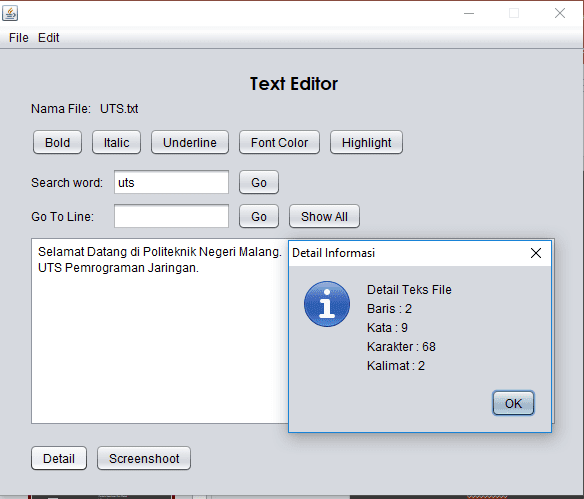 File Edit
Text Editor
Nama File: UTS.txt
Bold Italic Underline Font Color Highlight
Search word: uts Go
Go To Line: Go Show All
Selamat Datang di Politeknik Negeri Malang.
UTS Pemrograman Jaringan.
Detail Informasi
Detail Teks File
Baris : 2
Kata : 9
Karakter : 68
Kalimat : 2
OK
Detail Screenshoot